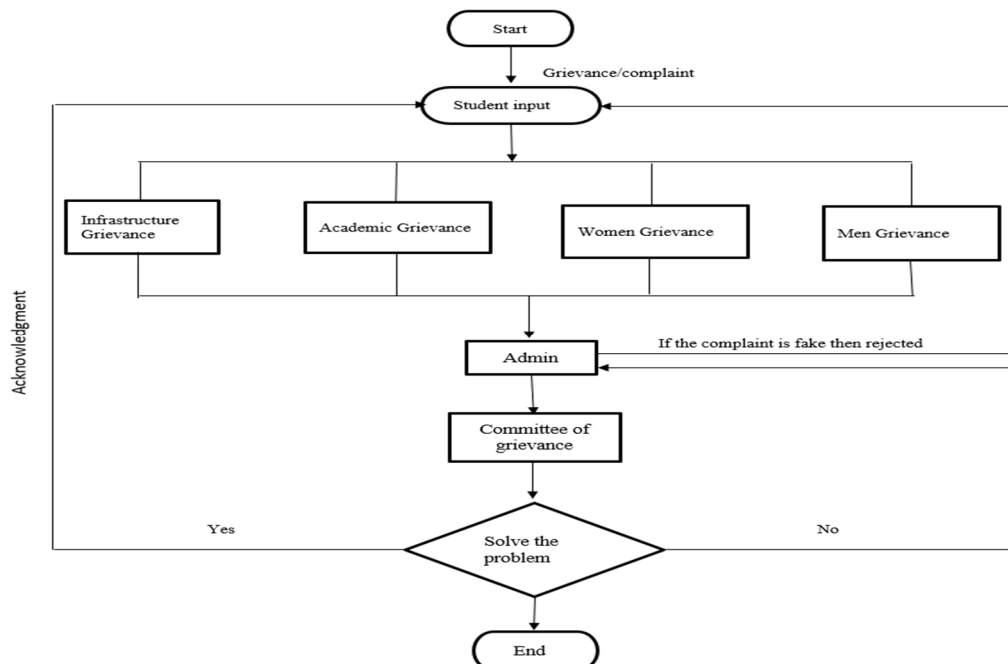 Start
Grievance/complaint
Student input
Infrastructure
Grievance
Academic Grievance
Women Grievance
Men Grievance
Acknowledgment
Admin
If the complaint is fake then rejected
Committee of
grievance
Yes
Solve the
problem
No
End